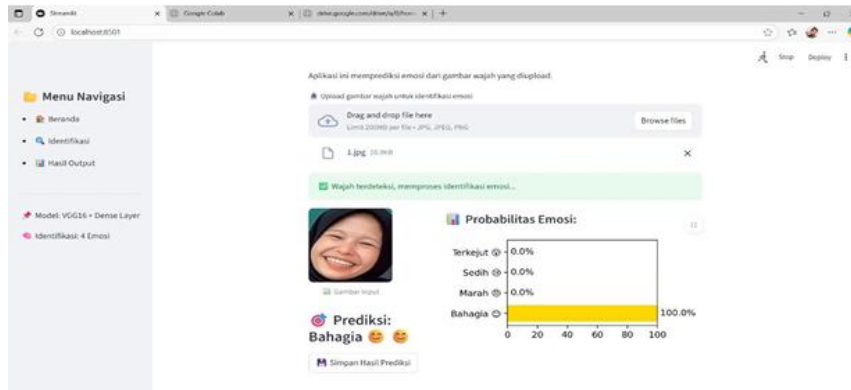 Streamlit
Google Colab
localhost:8501
Stop
Deploy
Menu Navigasi
Beranda
Identifikasi
Hasil Output
Model: VGG16 + Dense Layer
Identifikasi: 4 Emosi
Aplikasi ini memprediksi emosi dari gambar wajah yang diupload.
Upload gambar wajah untuk identifikasi emosi
Drag and drop file here
Limit 200MB per file • JPG, JPEG, PNG
Browse files
1.jpg
Wajah terdeteksi, memproses identifikasi emosi...
Gambar Input
Prediksi:
Bahagia 😊 😊
Simpan Hasil Prediksi
Probabilitas Emosi:
Terkejut 0.0%
Sedih 0.0%
Marah 0.0%
Bahagia 100.0%
0 20 40 60 80 100